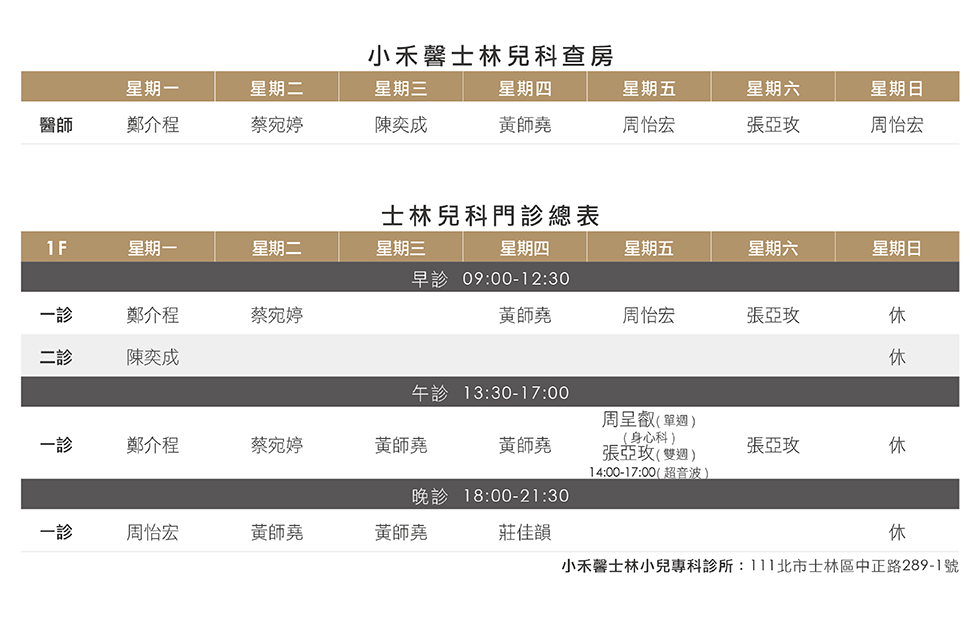 小禾馨士林兒科查房
星期一 星期二 星期三 星期四 星期五 星期六 星期日
醫師 鄭介程 蔡宛婷 陳奕成 黃師堯 周怡宏 張亞玫 周怡宏
士林兒科門診總表
1F 星期一 星期二 星期三 星期四 星期五 星期六 星期日
早診 09:00-12:30
一診 鄭介程 蔡宛婷 黃師堯 周怡宏 張亞玫 休
二診 陳奕成 休
午診 13:30-17:00
一診 鄭介程 蔡宛婷 黃師堯 黃師堯 周呈叡(單週)
(身心科)
張亞玫(雙週)
14:00-17:00(超音波) 張亞玫 休
晚診 18:00-21:30
一診 周怡宏 黃師堯 黃師堯 莊佳韻 休
小禾馨士林小兒專科診所：111北市士林區中正路289-1號